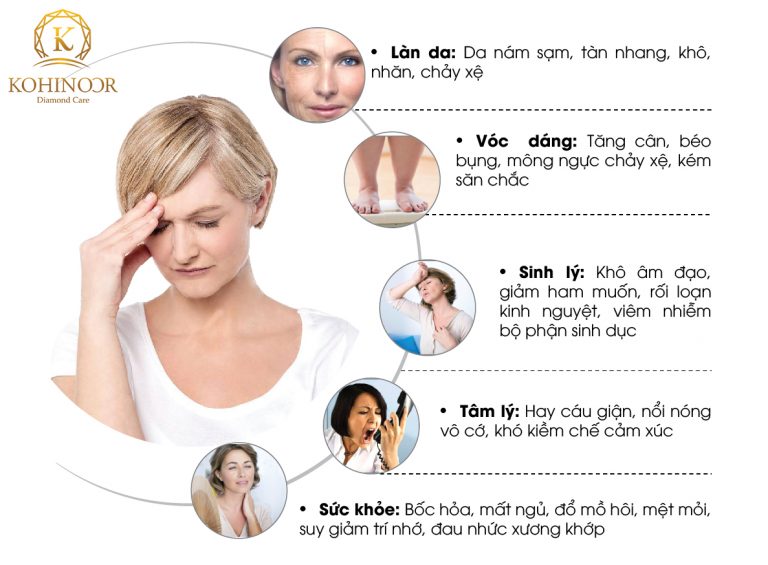 K
KOHINOOR
Diamond Care
• Làn da: Da nám sạm, tàn nhang, khô,
nhăn, chảy xệ
• Vóc dáng: Tăng cân, béo
bụng, mông ngực chảy xệ, kém
săn chắc
• Sinh lý: Khô âm đạo,
giảm ham muốn, rối loạn
kinh nguyệt, viêm nhiễm
bộ phận sinh dục
• Tâm lý: Hay cáu giận, nổi nóng
vô cớ, khó kiềm chế cảm xúc
• Sức khỏe: Bốc hỏa, mất ngủ, đổ mồ hôi, mệt mỏi,
suy giảm trí nhớ, đau nhức xương khớp